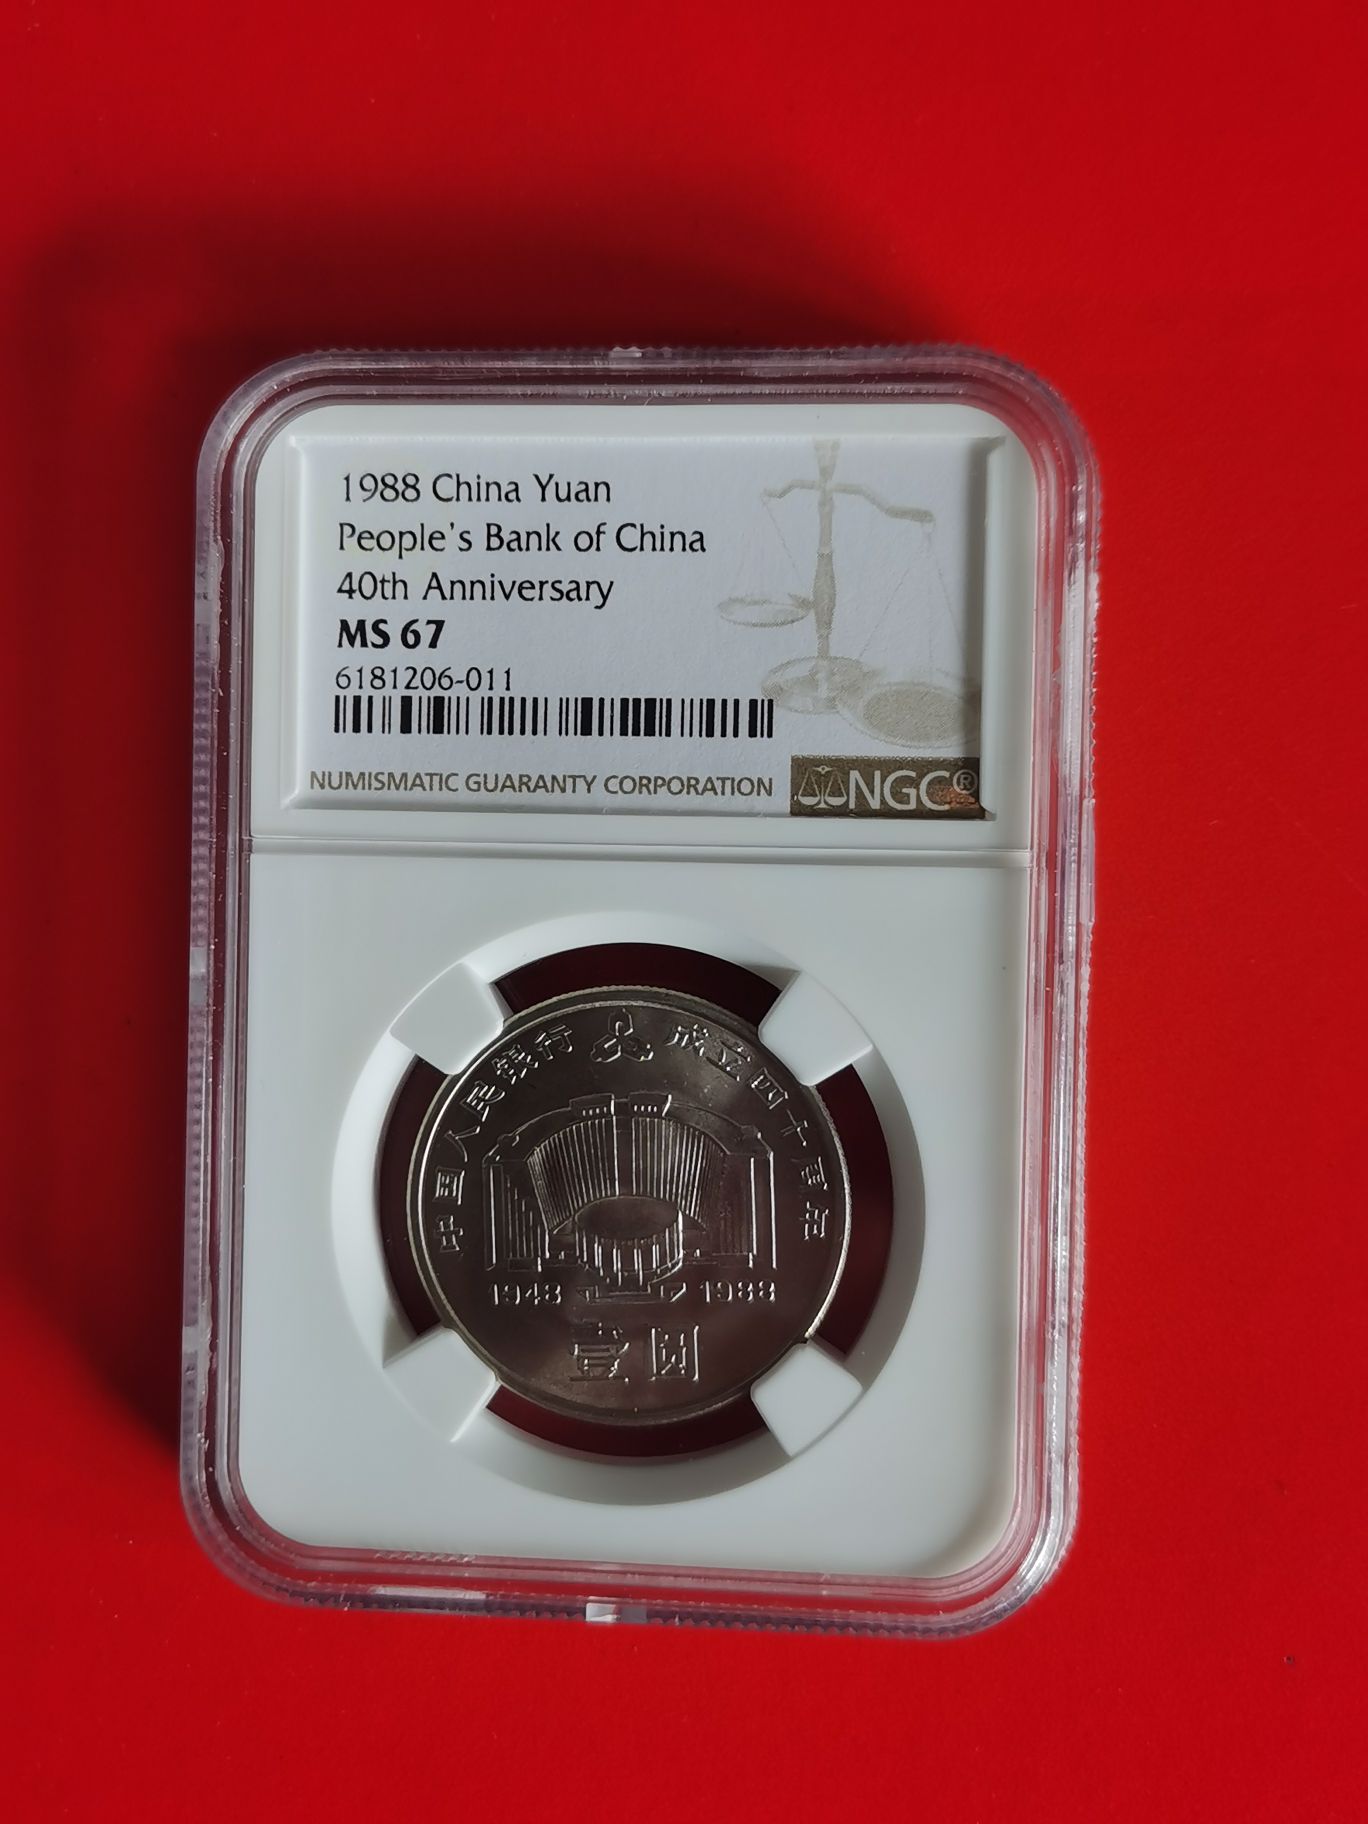 1988 China Yuan
People's Bank of China
40th Anniversary
MS 67
6181206-011
NUMISMATIC GUARANTY CORPORATION
NGC®
中国人民银行 成立四十周年
1948 1988
壹圆